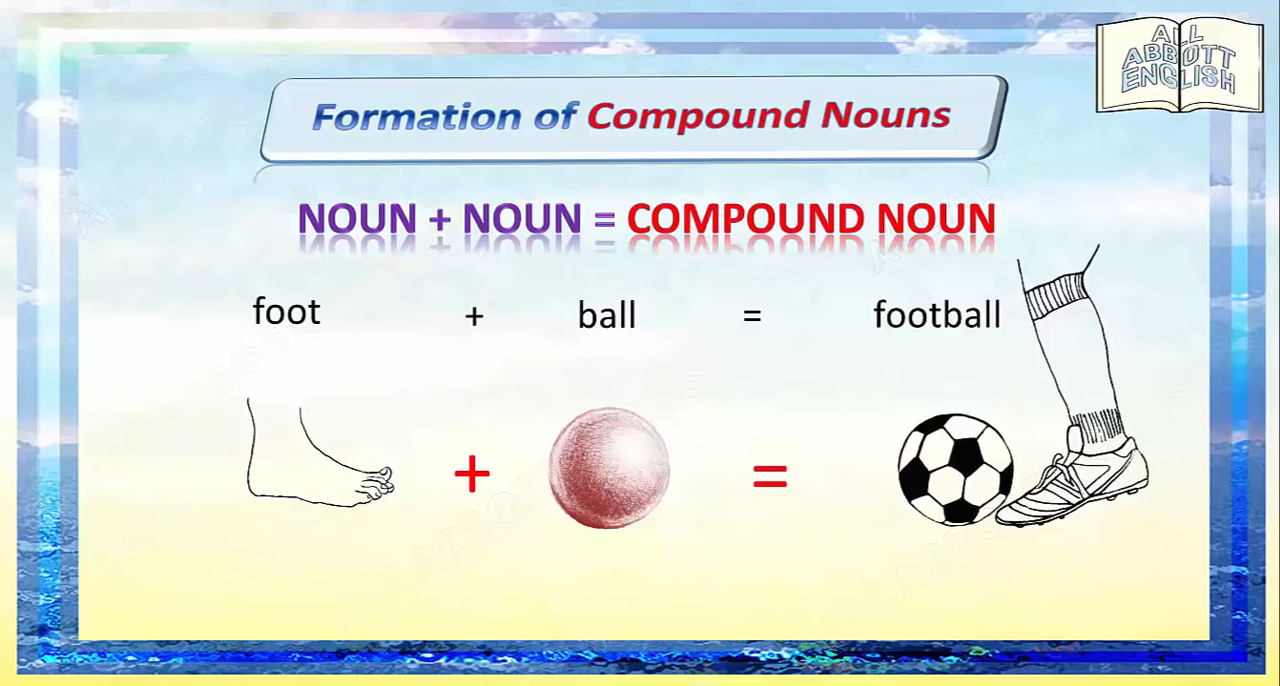 ALL
ABBOTT
ENGLISH
Formation of Compound Nouns
NOUN + NOUN = COMPOUND NOUN
foot + ball = football
+ =